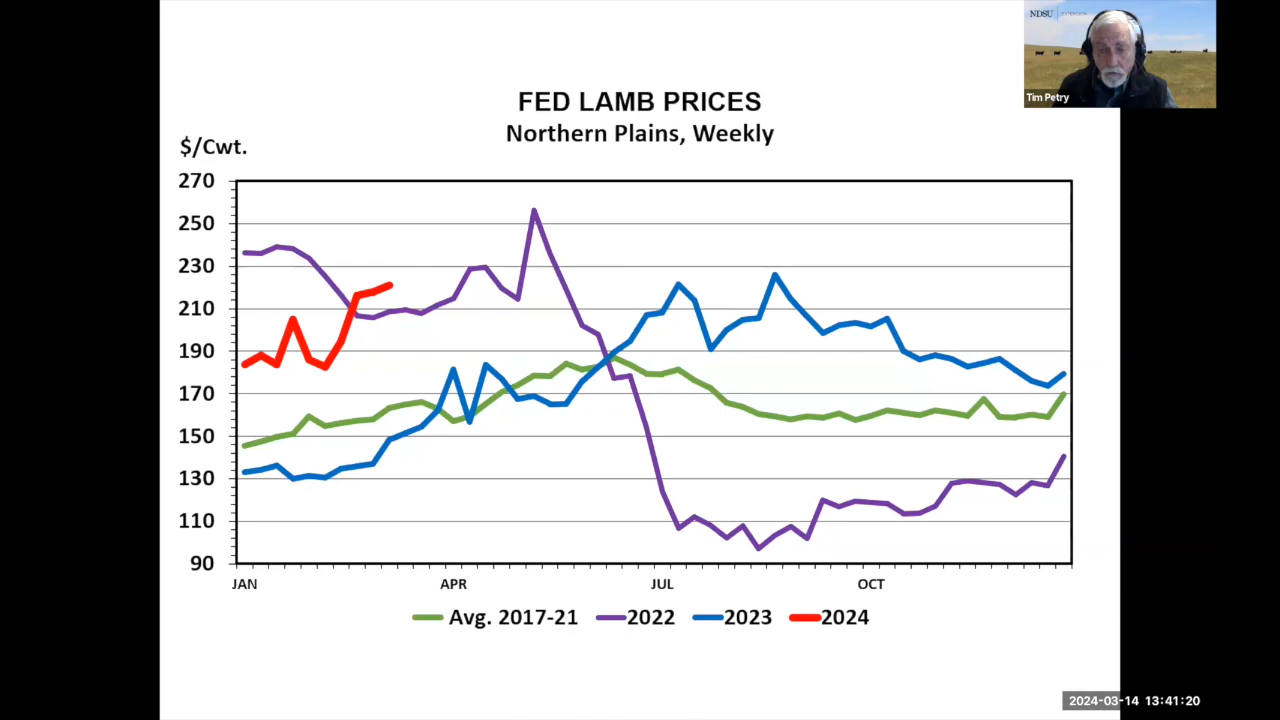 NDSU EXTENSION
Tim Petry
FED LAMB PRICES
Northern Plains, Weekly
$/Cwt.
270
250
230
210
190
170
150
130
110
90
JAN APR JUL OCT
Avg. 2017-21 2022 2023 2024
2024-03-14 13:41:20